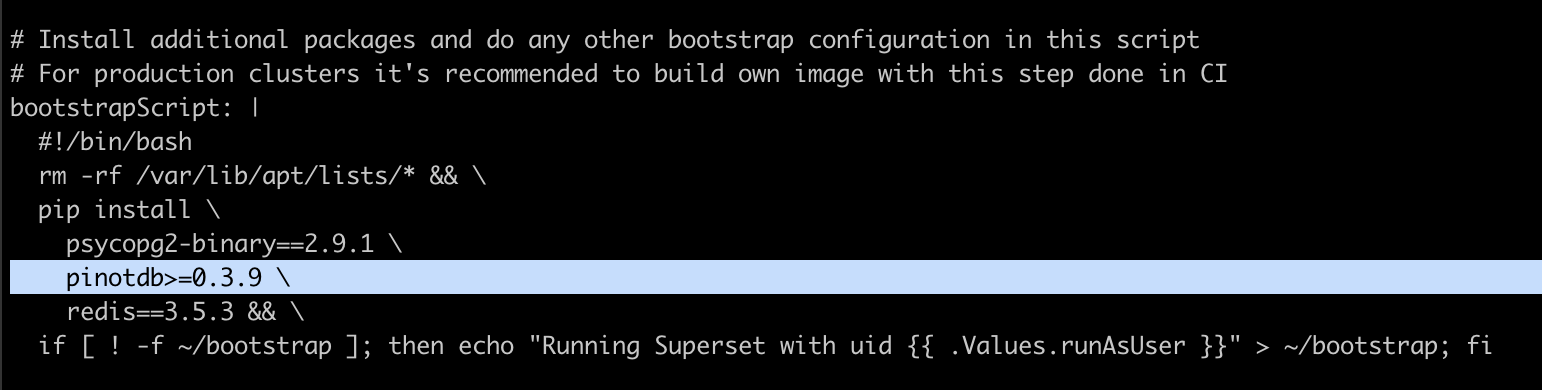 # Install additional packages and do any other bootstrap configuration in this script
# For production clusters it's recommended to build own image with this step done in CI
bootstrapScript: |
  #!/bin/bash
  rm -rf /var/lib/apt/lists/* && \
  pip install \
    psycopg2-binary==2.9.1 \
    pinotdb>=0.3.9 \
    redis==3.5.3 && \
  if [ ! -f ~/bootstrap ]; then echo "Running Superset with uid {{ .Values.runAsUser }}" > ~/bootstrap; fi